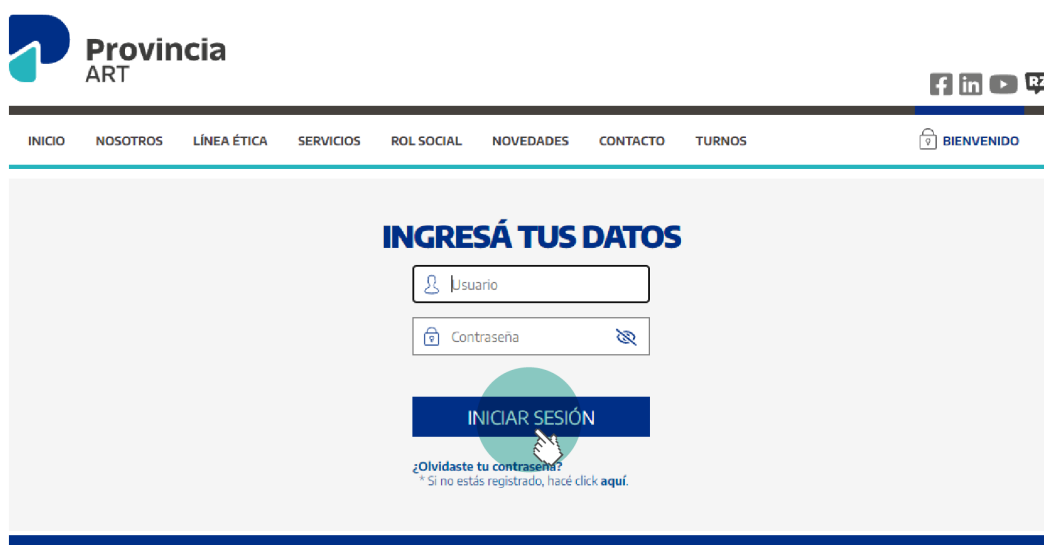 Provincia
ART
INICIO NOSOTROS LÍNEA ÉTICA SERVICIOS ROL SOCIAL NOVEDADES CONTACTO TURNOS BIENVENIDO
INGRESÁ TUS DATOS
Usuario
Contraseña
INICIAR SESIÓN
¿Olvidaste tu contraseña?
* Si no estás registrado, hacé click aquí.